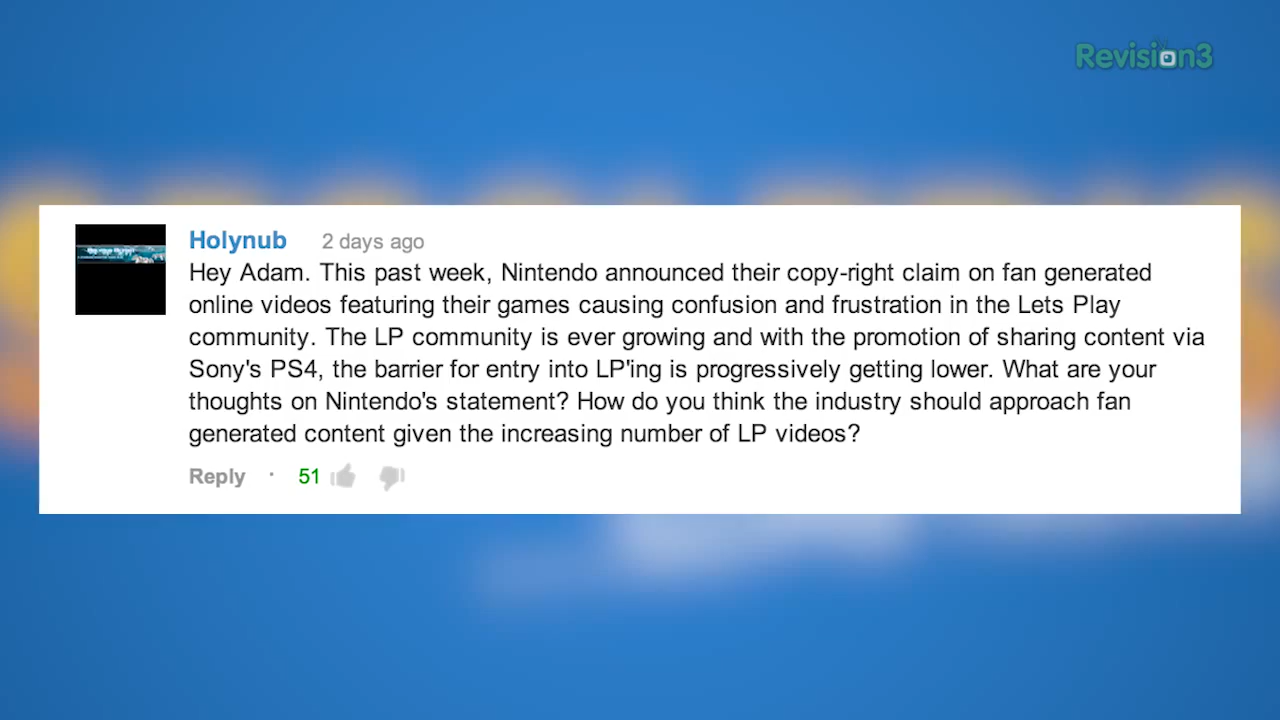 Revision3
Holynub 2 days ago
Hey Adam. This past week, Nintendo announced their copy-right claim on fan generated
online videos featuring their games causing confusion and frustration in the Lets Play
community. The LP community is ever growing and with the promotion of sharing content via
Sony's PS4, the barrier for entry into LP'ing is progressively getting lower. What are your
thoughts on Nintendo's statement? How do you think the industry should approach fan
generated content given the increasing number of LP videos?
Reply · 51